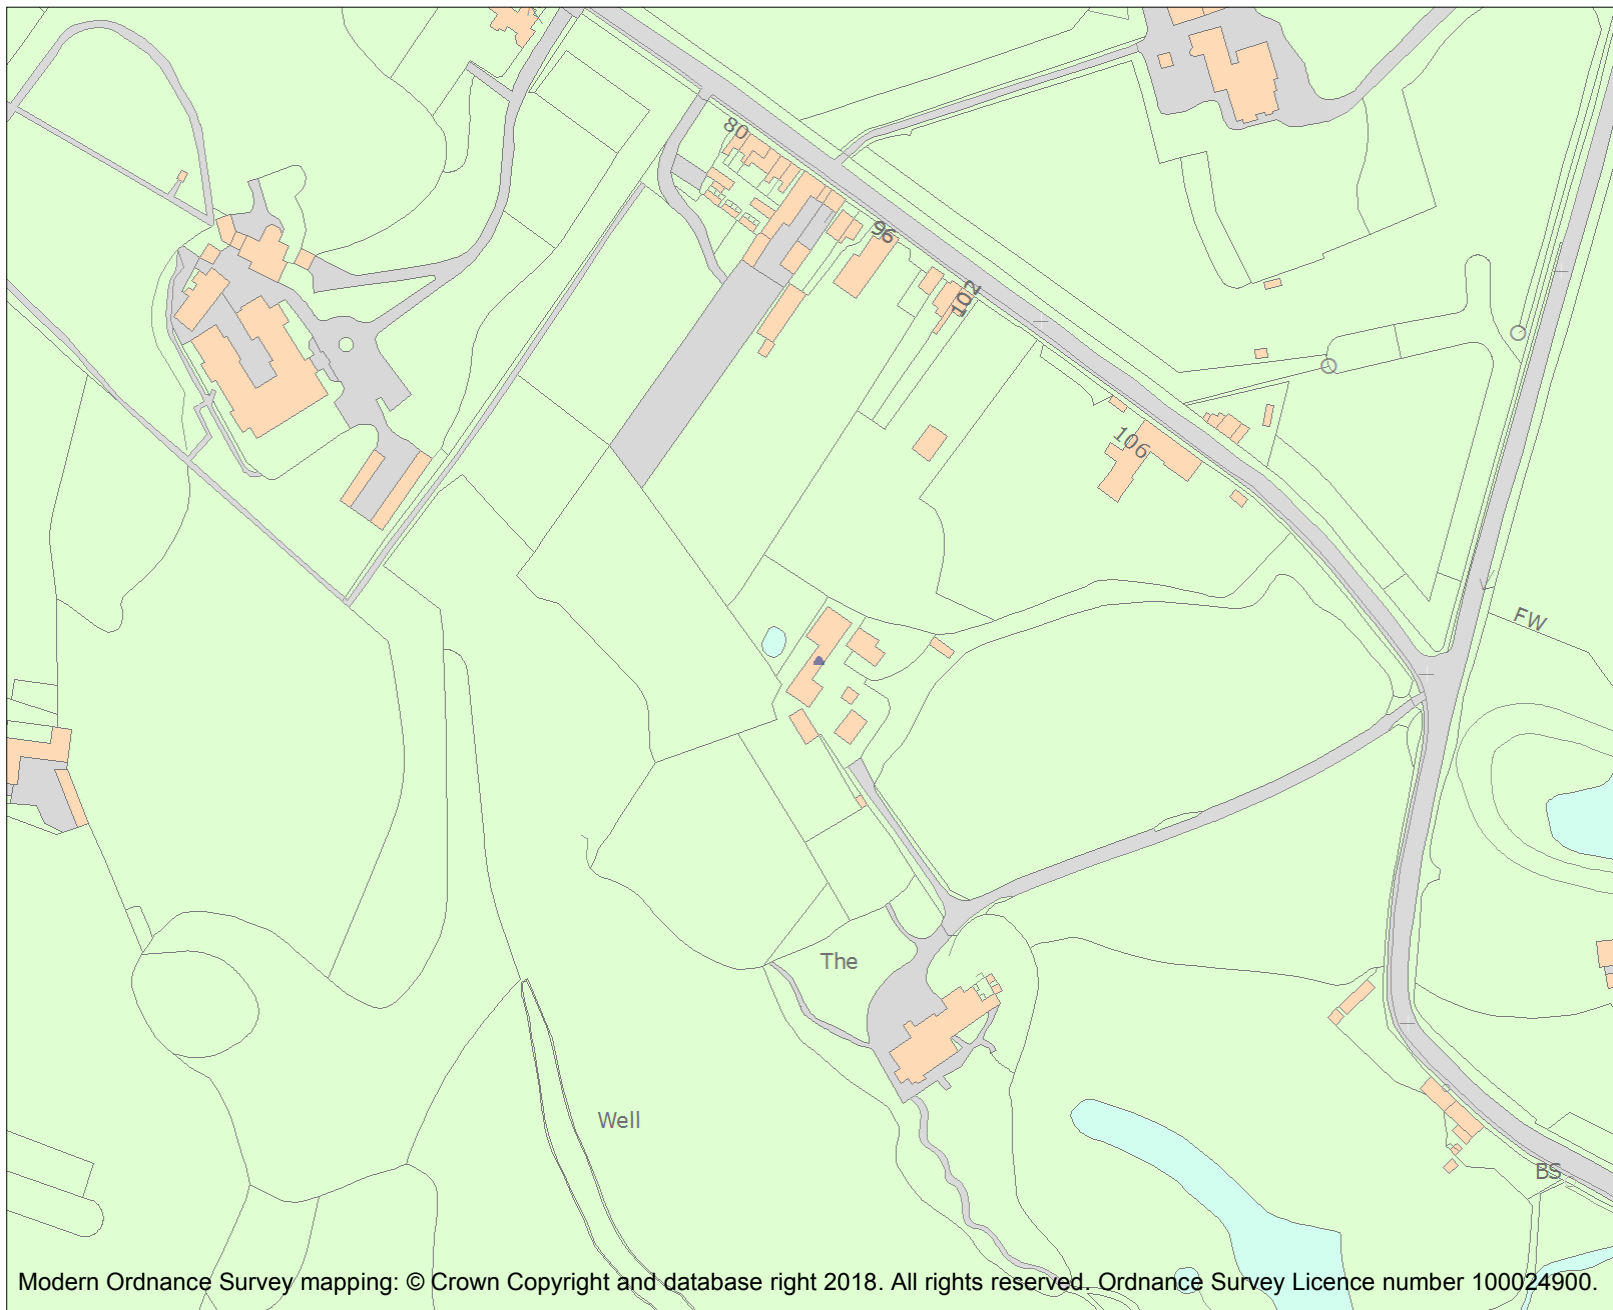 80
96
102
106
FW
The
Well
BS
Modern Ordnance Survey mapping: © Crown Copyright and database right 2018. All rights reserved. Ordnance Survey Licence number 100024900.